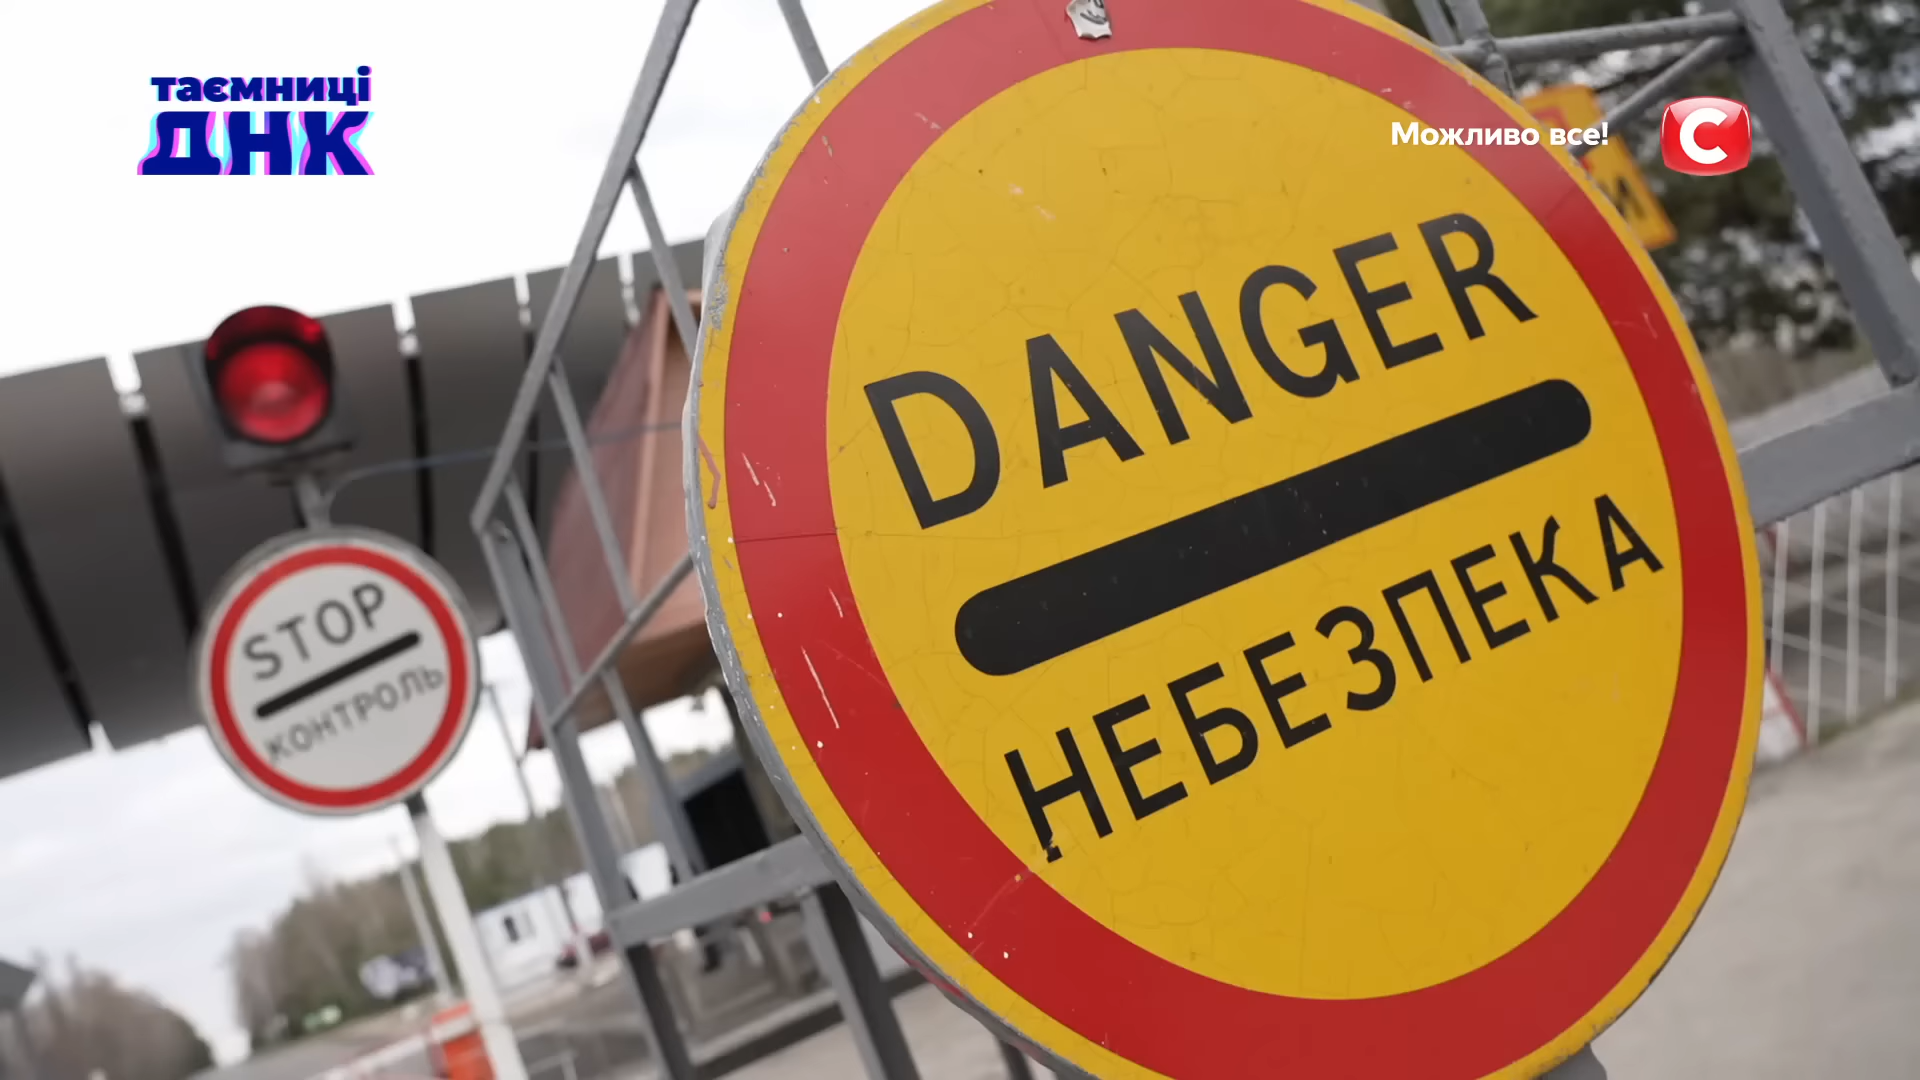 таємниці
ДНК
Можливо все!
C
DANGER
НЕБЕЗПЕКА
STOP
КОНТРОЛЬ